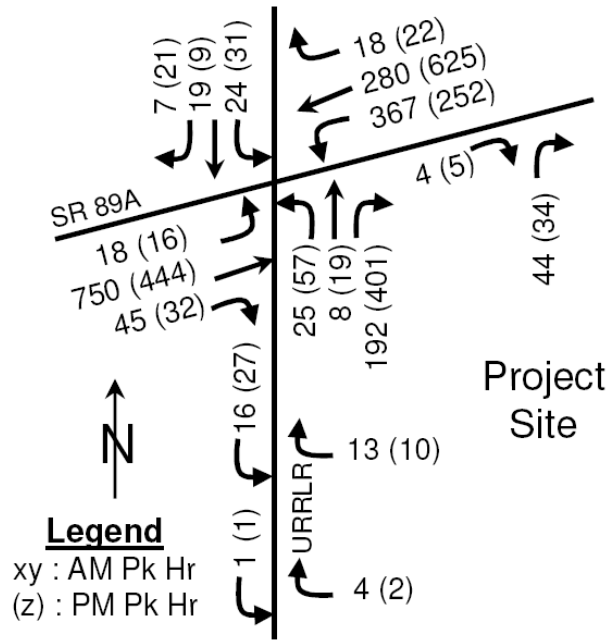 7 (21)
19 (9)
24 (31)
18 (22)
280 (625)
367 (252)
4 (5)
44 (34)
SR 89A
18 (16)
750 (444)
45 (32)
25 (57)
8 (19)
192 (401)
16 (27)
Project
Site
13 (10)
N
URRLR
1 (1)
4 (2)
Legend
xy : AM Pk Hr
(z) : PM Pk Hr